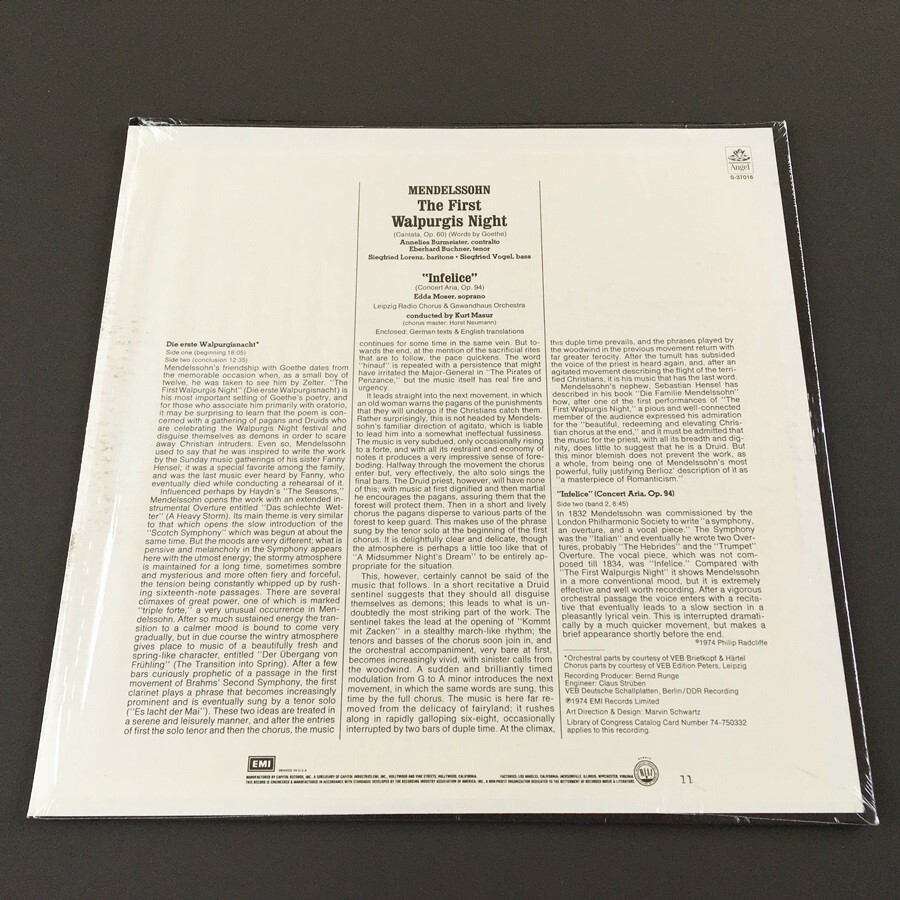 Angel
S-37016
MENDELSSOHN
The First
Walpurgis Night
(Cantata, Op. 60) (Words by Goethe)
Annelies Burmeister, contralto
Eberhard Buchner, tenor
Siegfried Lorenz, baritone • Siegfried Vogel, bass
"Infelice"
(Concert Aria, Op. 94)
Edda Moser, soprano
Leipzig Radio Chorus & Gewandhaus Orchestra
conducted by Kurt Masur
(chorus master: Horst Neumann)
Enclosed: German texts & English translations
Die erste Walpurgisnacht*
Side one (beginning 18:05)
Side two (conclusion 12:35)
Mendelssohn's friendship with Goethe dates from
the memorable occasion when, as a small boy of
twelve, he was taken to see him by Zelter. "The
First Walpurgis Night" (Die erste Walpurgisnacht) is
his most important setting of Goethe's poetry, and
for those who associate him primarily with oratorio,
it may be surprising to learn that the poem is con-
cerned with a gathering of pagans and Druids who
are celebrating the Walpurgis Night festival and
disguise themselves as demons in order to scare
away Christian intruders. Even so, Mendelssohn
used to say that he was inspired to write the work
by the Sunday music gatherings of his sister Fanny
Hensel; it was a special favorite among the family,
and was the last music ever heard by Fanny, who
eventually died while conducting a rehearsal of it.
Influenced perhaps by Haydn's "The Seasons,"
Mendelssohn opens the work with an extended in-
strumental Overture entitled "Das schlechte Wet-
ter" (A Heavy Storm). Its main theme is very similar
to that which opens the slow introduction of the
"Scotch Symphony" which was begun at about the
same time. But the moods are very different; what is
pensive and melancholy in the Symphony appears
here with the utmost energy; the stormy atmosphere
is maintained for a long time, sometimes sombre
and mysterious and more often fiery and forceful,
the tension being constantly whipped up by rush-
ing sixteenth-note passages. There are several
climaxes of great power, one of which is marked
"triple forte," a very unusual occurrence in Men-
delssohn. After so much sustained energy the tran-
sition to a calmer mood is bound to come very
gradually, but in due course the wintry atmosphere
gives place to music of a beautifully fresh and
spring-like character, entitled "Der Übergang von
Frühling" (The Transition into Spring). After a few
bars curiously prophetic of a passage in the first
movement of Brahms' Second Symphony, the first
clarinet plays a phrase that becomes increasingly
prominent and is eventually sung by a tenor solo
("Es lacht der Mai"). These two ideas are treated in
a serene and leisurely manner, and after the entries
of first the solo tenor and then the chorus, the music
continues for some time in the same vein. But to-
wards the end, at the mention of the sacrificial rites
that are to follow, the pace quickens. The word
"hinauf" is repeated with a persistence that might
have irritated the Major-General in "The Pirates of
Penzance," but the music itself has real fire and
urgency.
It leads straight into the next movement, in which
an old woman warns the pagans of the punishments
that they will undergo if the Christians catch them.
Rather surprisingly, this is not headed by Mendels-
sohn's familiar direction of agitato, which is liable
to lead him into a somewhat ineffectual fussiness.
The music is very subdued, only occasionally rising
to a forte, and with all its restraint and economy of
notes it produces a very impressive sense of fore-
boding. Halfway through the movement the chorus
enter but, very effectively, the alto solo sings the
final bars. The Druid priest, however, will have none
of this; with music at first dignified and then martial
he encourages the pagans, assuring them that the
forest will protect them. Then in a short and lively
chorus the pagans disperse to various parts of the
forest to keep guard. This makes use of the phrase
sung by the tenor solo at the beginning of the first
chorus. It is delightfully clear and delicate, though
the atmosphere is perhaps a little too like that of
"A Midsummer Night's Dream" to be entirely ap-
propriate for the situation.
This, however, certainly cannot be said of the
music that follows. In a short recitative a Druid
sentinel suggests that they should all disguise
themselves as demons; this leads to what is un-
doubtedly the most striking part of the work. The
sentinel takes the lead at the opening of "Kommt
mit Zacken" in a stealthy march-like rhythm; the
tenors and basses of the chorus soon join in, and
the orchestral accompaniment, very bare at first,
becomes increasingly vivid, with sinister calls from
the woodwind. A sudden and brilliantly timed
modulation from G to A minor introduces the next
movement, in which the same words are sung, this
time by the full chorus. The music is here far re-
moved from the delicacy of fairyland; it rushes
along in rapidly galloping six-eight, occasionally
interrupted by two bars of duple time. At the climax,
this duple time prevails, and the phrases played by
the woodwind in the previous movement return with
far greater ferocity. After the tumult has subsided
the voice of the priest is heard again, and, after an
agitated movement describing the flight of the terri-
fied Christians, it is his music that has the last word.
Mendelssohn's nephew, Sebastian Hensel has
described in his book "Die Familie Mendelssohn"
how, after one of the first performances of "The
First Walpurgis Night," a pious and well-connected
member of the audience expressed his admiration
for the "beautiful, redeeming and elevating Chris-
tian chorus at the end," and it must be admitted that
the music for the priest, with all its breadth and dig-
nity, does little to suggest that he is a Druid. But
this minor blemish does not prevent the work, as
a whole, from being one of Mendelssohn's most
powerful, fully justifying Berlioz' description of it as
"a masterpiece of Romanticism."
"Infelice" (Concert Aria, Op. 94)
Side two (band 2, 8:45)
In 1832 Mendelssohn was commissioned by the
London Philharmonic Society to write "a symphony,
an overture, and a vocal piece." The Symphony
was the "Italian" and eventually he wrote two Over-
tures, probably "The Hebrides" and the "Trumpet"
Overture. The vocal piece, which was not com-
posed till 1834, was "Infelice." Compared with
"The First Walpurgis Night" it shows Mendelssohn
in a more conventional mood, but it is extremely
effective and well worth recording. After a vigorous
orchestral passage the voice enters with a recita-
tive that eventually leads to a slow section in a
pleasantly lyrical vein. This is interrupted dramati-
cally by a much quicker movement, but makes a
brief appearance shortly before the end.
©1974 Philip Radcliffe
*Orchestral parts by courtesy of VEB Briefkopf & Härtel
Chorus parts by courtesy of VEB Edition Peters, Leipzig
Recording Producer: Bernd Runge
Engineer: Claus Strüben
VEB Deutsche Schallplatten, Berlin/DDR Recording
℗1974 EMI Records Limited
Art Direction & Design: Marvin Schwartz
Library of Congress Catalog Card Number 74-750332
applies to this recording.
EMI
PRINTED IN U.S.A.
MANUFACTURED BY CAPITOL RECORDS, INC., A SUBSIDIARY OF CAPITOL INDUSTRIES-EMI, INC., HOLLYWOOD AND VINE STREETS, HOLLYWOOD, CALIFORNIA. FACTORIES: LOS ANGELES, CALIFORNIA; JACKSONVILLE, ILLINOIS; WINCHESTER, VIRGINIA.
THIS RECORD IS ENGINEERED & MANUFACTURED IN ACCORDANCE WITH STANDARDS DEVELOPED BY THE RECORDING INDUSTRY ASSOCIATION OF AMERICA, INC., A NON-PROFIT ORGANIZATION DEDICATED TO THE BETTERMENT OF RECORDED MUSIC & LITERATURE.
11